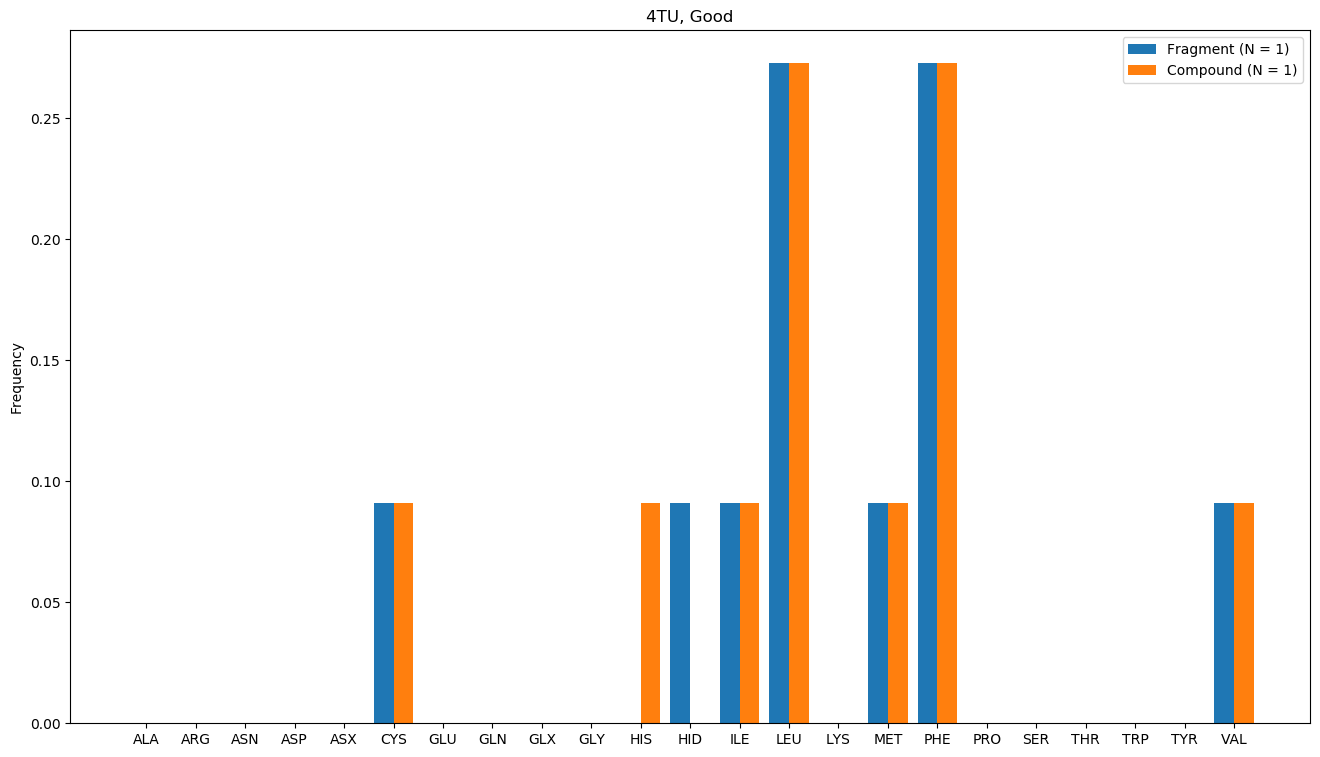 4TU, Good
Fragment (N = 1)
Compound (N = 1)
Frequency
0.25
0.20
0.15
0.10
0.05
0.00
ALA ARG ASN ASP ASX CYS GLU GLN GLX GLY HIS HID ILE LEU LYS MET PHE PRO SER THR TRP TYR VAL